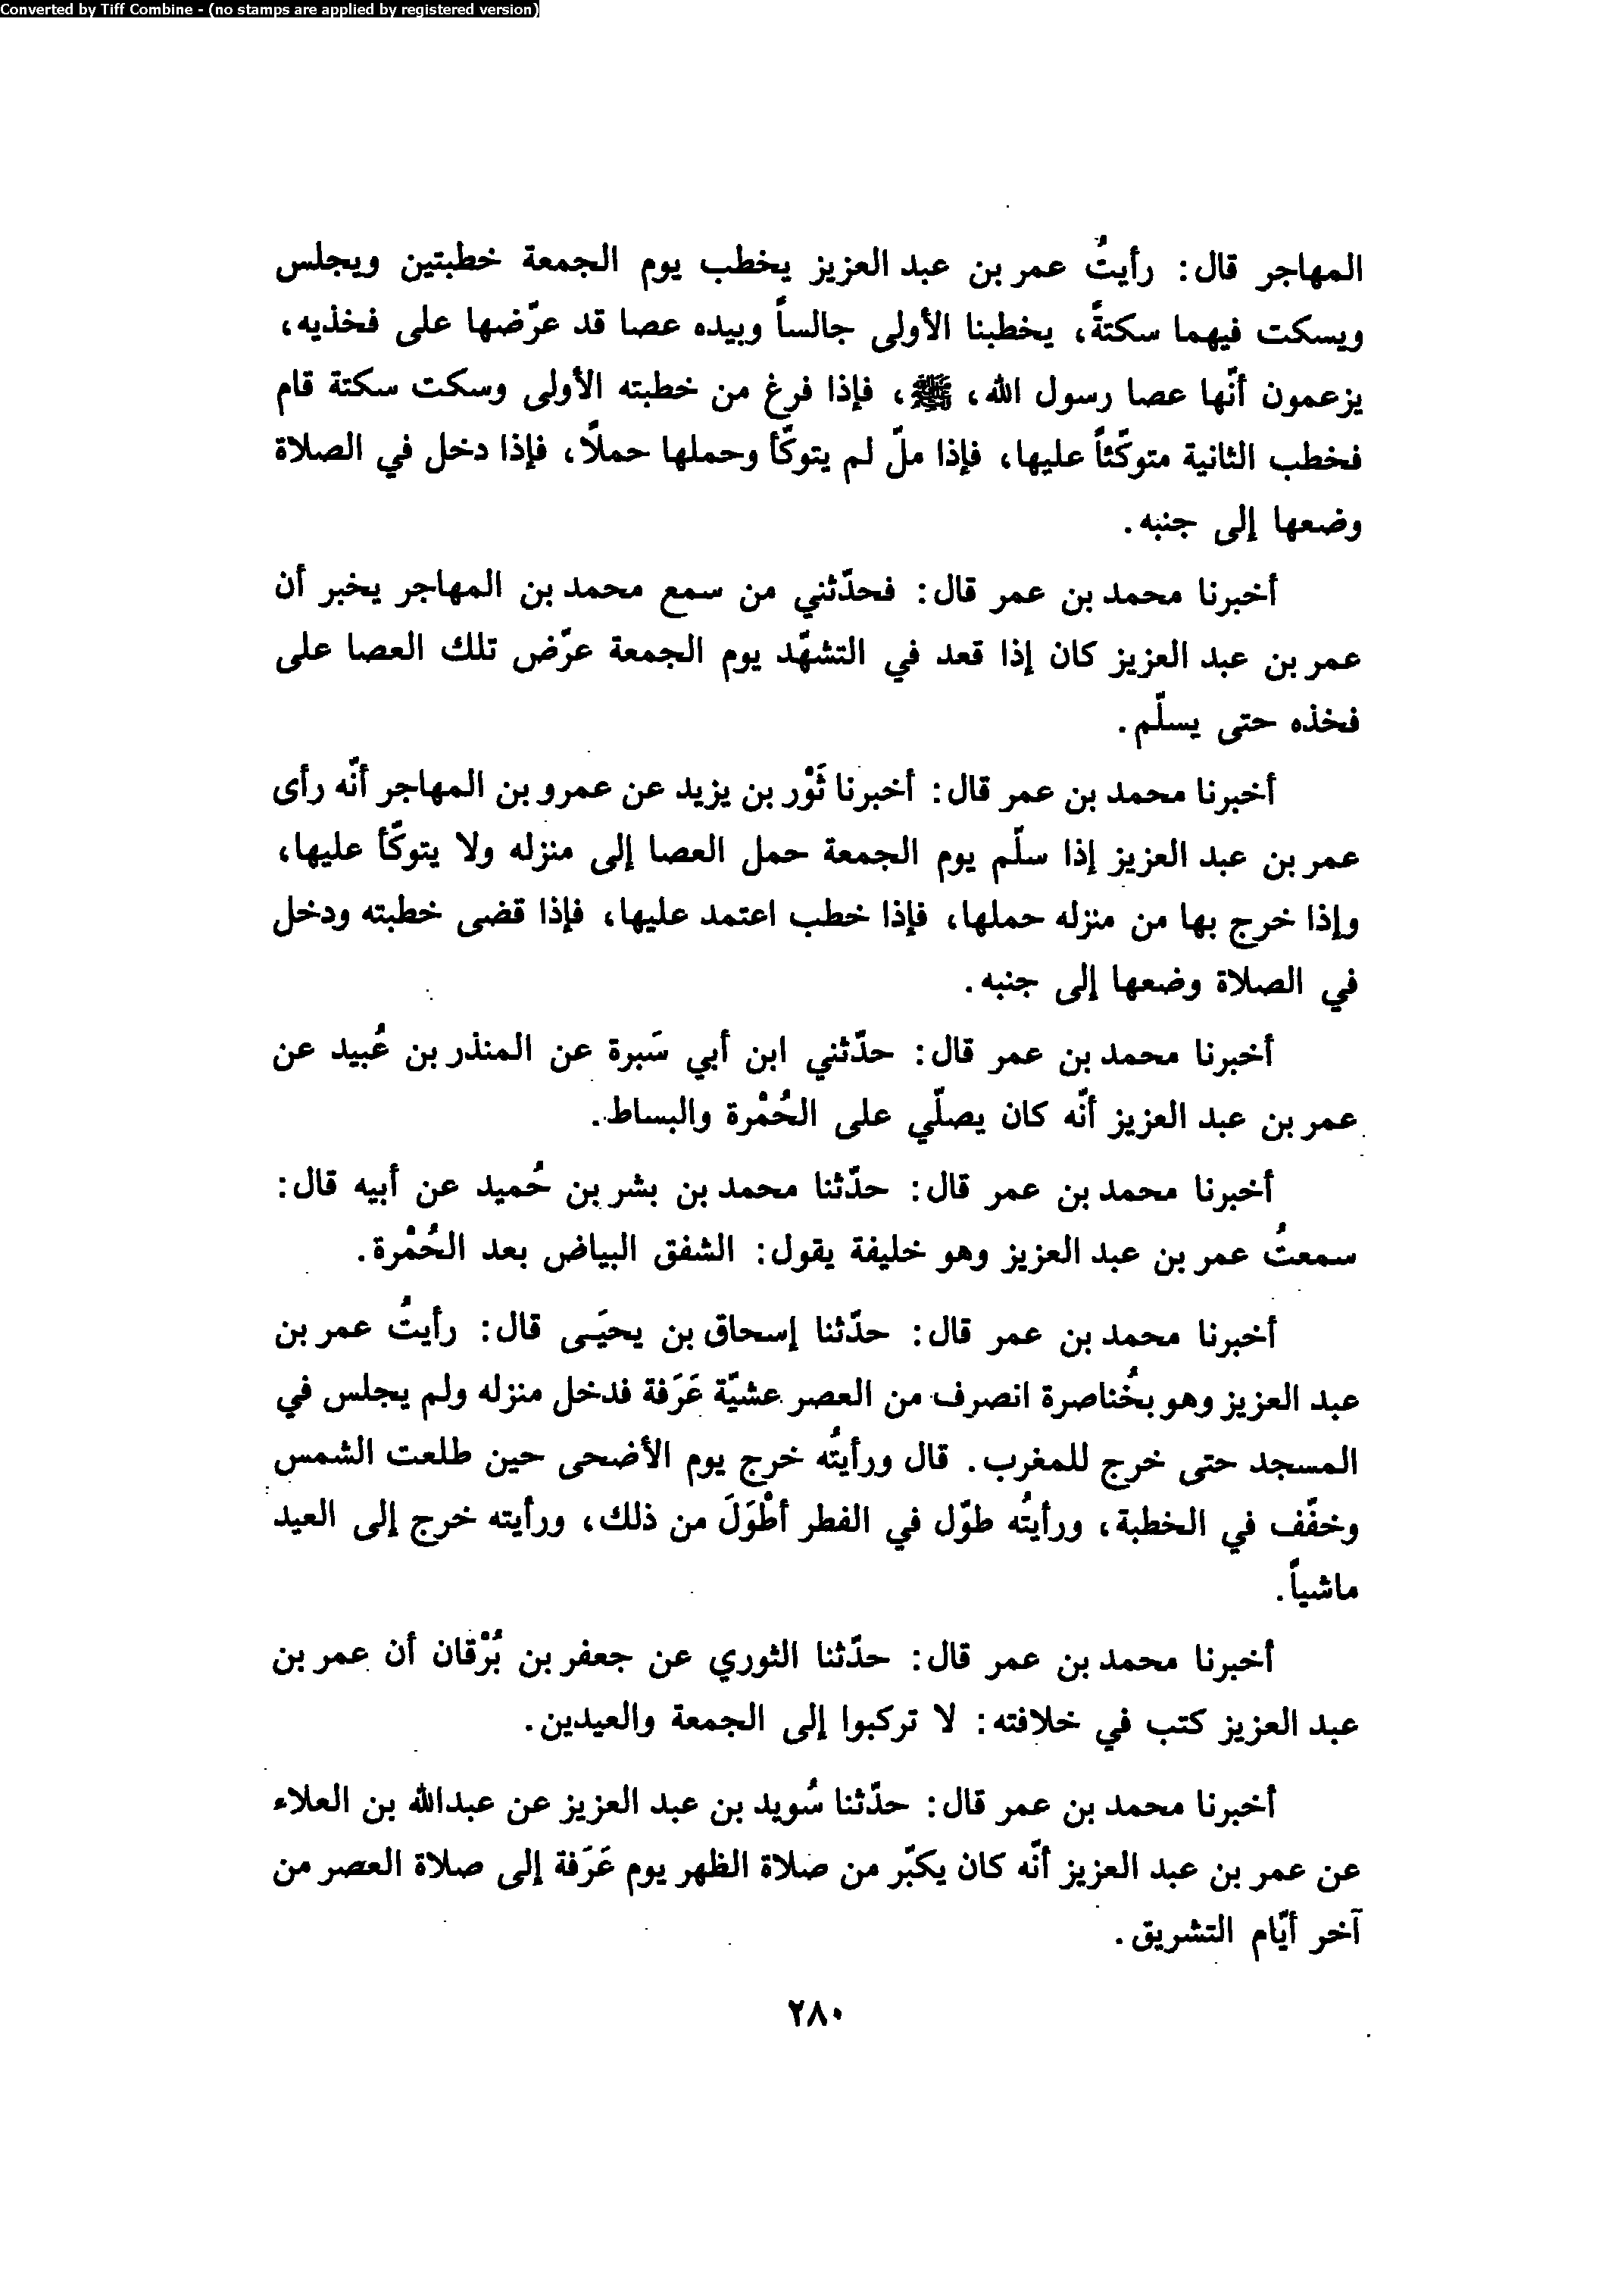 Converted by Tiff Combine - (no stamps are applied by registered version)
المهاجر قال: رأيتُ عمر بن عبد العزيز يخطب يوم الجمعة خطبتين ويجلس
ويسكت فيهما سكتةً، يخطبنا الأولى جالساً وبيده عصا قد عرّضها على فخذيه،
يزعمون أنّها عصا رسول الله، ﷺ، فإذا فرغ من خطبته الأولى وسكت سكتة قام
فخطب الثانية متوكّئاً عليها، فإذا ملّ لم يتوكّأ وحملها حملاً، فإذا دخل في الصلاة
وضعها إلى جنبه.
أخبرنا محمد بن عمر قال: فحدّثني من سمع محمد بن المهاجر يخبر أن
عمر بن عبد العزيز كان إذا قعد في التشهّد يوم الجمعة عرّض تلك العصا على
فخذه حتى يسلّم.
أخبرنا محمد بن عمر قال: أخبرنا ثَوْر بن يزيد عن عمرو بن المهاجر أنّه رأى
عمر بن عبد العزيز إذا سلّم يوم الجمعة حمل العصا إلى منزله ولا يتوكّأ عليها،
وإذا خرج بها من منزله حملها، فإذا خطب اعتمد عليها، فإذا قضى خطبته ودخل
في الصلاة وضعها إلى جنبه.
أخبرنا محمد بن عمر قال: حدّثني ابن أبي سَبرة عن المنذر بن عُبيد عن
عمر بن عبد العزيز أنّه كان يصلّي على الخُمْرة والبساط.
أخبرنا محمد بن عمر قال: حدّثنا محمد بن بشر بن حُميد عن أبيه قال:
سمعتُ عمر بن عبد العزيز وهو خليفة يقول: الشفق البياض بعد الحُمْرة.
أخبرنا محمد بن عمر قال: حدّثنا إسحاق بن يحيَى قال: رأيتُ عمر بن
عبد العزيز وهو بخُناصرة انصرف من العصر عشيّة عَرَفة فدخل منزله ولم يجلس في
المسجد حتى خرج للمغرب. قال ورأيتُه خرج يوم الأضحى حين طلعت الشمس
وخفّف في الخطبة، ورأيتُه طوّل في الفطر أطْوَلَ من ذلك، ورأيته خرج إلى العيد
ماشياً.
أخبرنا محمد بن عمر قال: حدّثنا الثوري عن جعفر بن بُرْقان أن عمر بن
عبد العزيز كتب في خلافته: لا تركبوا إلى الجمعة والعيدين.
أخبرنا محمد بن عمر قال: حدّثنا سُويد بن عبد العزيز عن عبدالله بن العلاء
عن عمر بن عبد العزيز أنّه كان يكبّر من صلاة الظهر يوم عَرَفة إلى صلاة العصر من
آخر أيّام التشريق.
٢٨٠